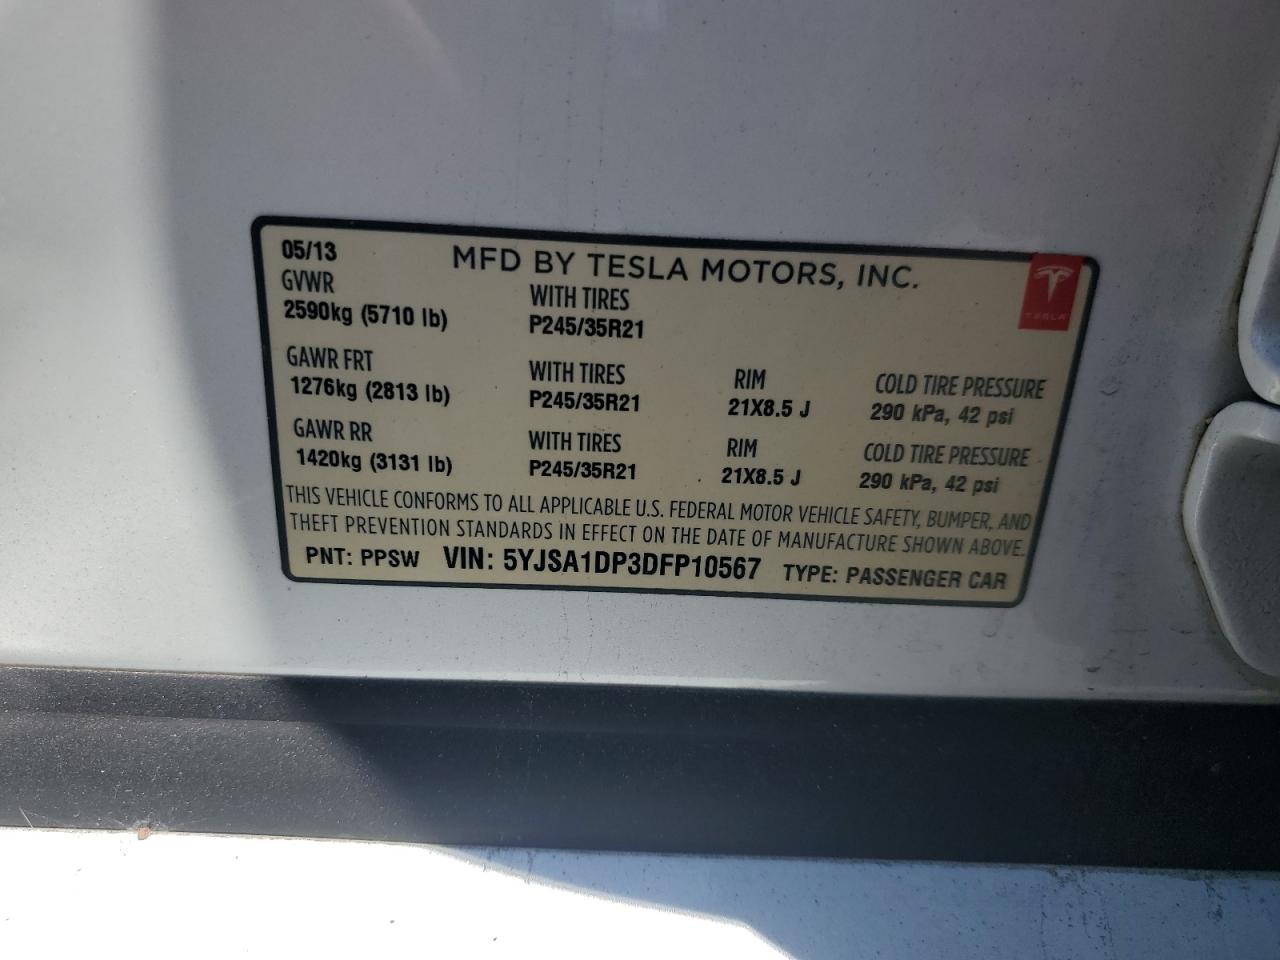 05/13 MFD BY TESLA MOTORS, INC.
TESLA
GVWR WITH TIRES
2590kg (5710 lb) P245/35R21
GAWR FRT WITH TIRES RIM COLD TIRE PRESSURE
1276kg (2813 lb) P245/35R21 21X8.5 J 290 kPa, 42 psi
GAWR RR WITH TIRES RIM COLD TIRE PRESSURE
1420kg (3131 lb) P245/35R21 21X8.5 J 290 kPa, 42 psi
THIS VEHICLE CONFORMS TO ALL APPLICABLE U.S. FEDERAL MOTOR VEHICLE SAFETY, BUMPER, AND
THEFT PREVENTION STANDARDS IN EFFECT ON THE DATE OF MANUFACTURE SHOWN ABOVE.
PNT: PPSW VIN: 5YJSA1DP3DFP10567 TYPE: PASSENGER CAR